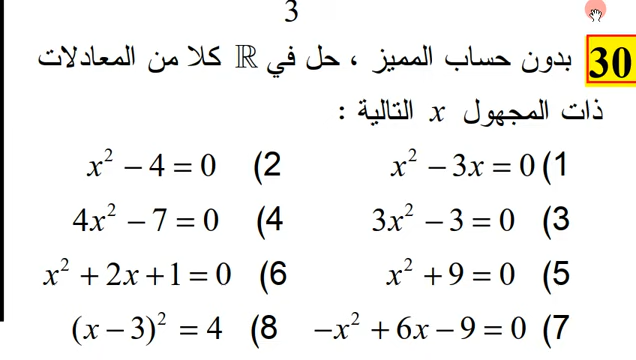 3
30 بدون حساب المميز ، حل في ℝ كلا من المعادلات
ذات المجهول x التالية :
1) x² − 3x = 0 2) x² − 4 = 0
3) 3x² − 3 = 0 4) 4x² − 7 = 0
5) x² + 9 = 0 6) x² + 2x + 1 = 0
7) −x² + 6x − 9 = 0 8) (x − 3)² = 4